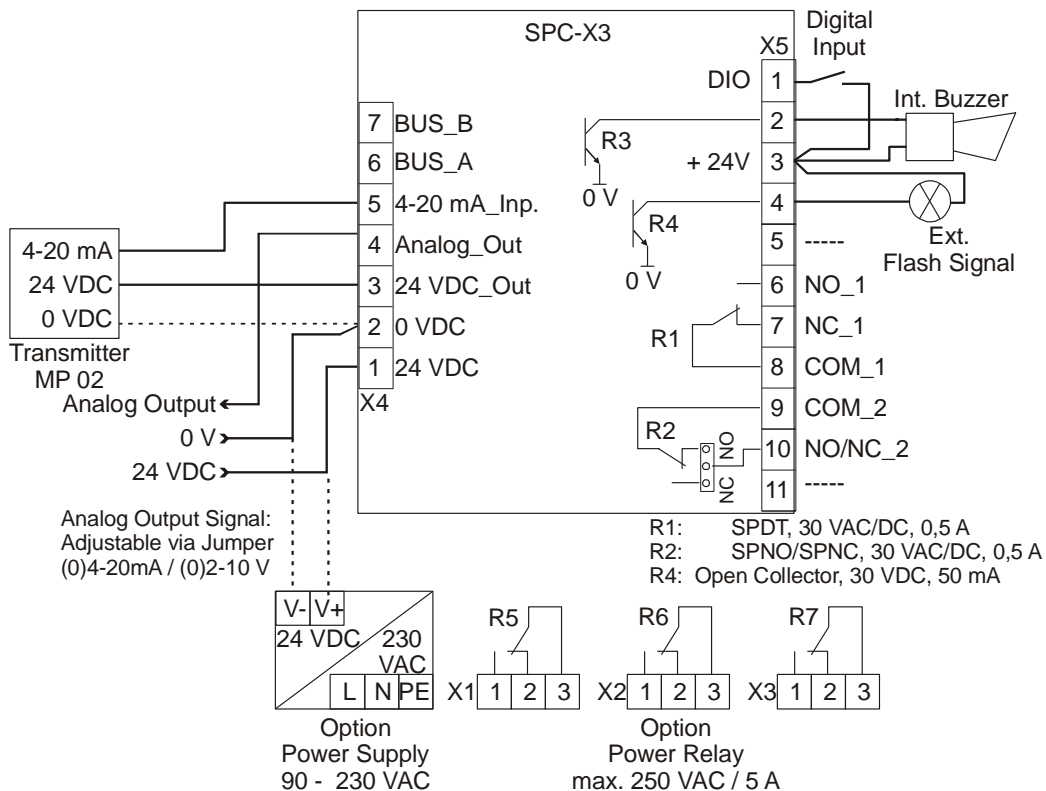 SPC-X3
Digital
Input
X5
DIO 1
7 BUS_B
2
Int. Buzzer
R3
6 BUS_A
+ 24V 3
0 V
5 4-20 mA_Inp.
4
R4
4-20 mA
4 Analog_Out
5 -----
Ext.
Flash Signal
24 VDC
3 24 VDC_Out
0 V
6 NO_1
0 VDC
2 0 VDC
R1
7 NC_1
Transmitter
MP 02
1 24 VDC
8 COM_1
X4
Analog Output
9 COM_2
0 V
R2
NO
10 NO/NC_2
24 VDC
NC
11 -----
Analog Output Signal:
Adjustable via Jumper
(0)4-20mA / (0)2-10 V
R1: SPDT, 30 VAC/DC, 0,5 A
R2: SPNO/SPNC, 30 VAC/DC, 0,5 A
R4: Open Collector, 30 VDC, 50 mA
V- V+
24 VDC
230
VAC
L N PE
R5
X1 1 2 3
R6
X2 1 2 3
R7
X3 1 2 3
Option
Power Supply
90 - 230 VAC
Option
Power Relay
max. 250 VAC / 5 A